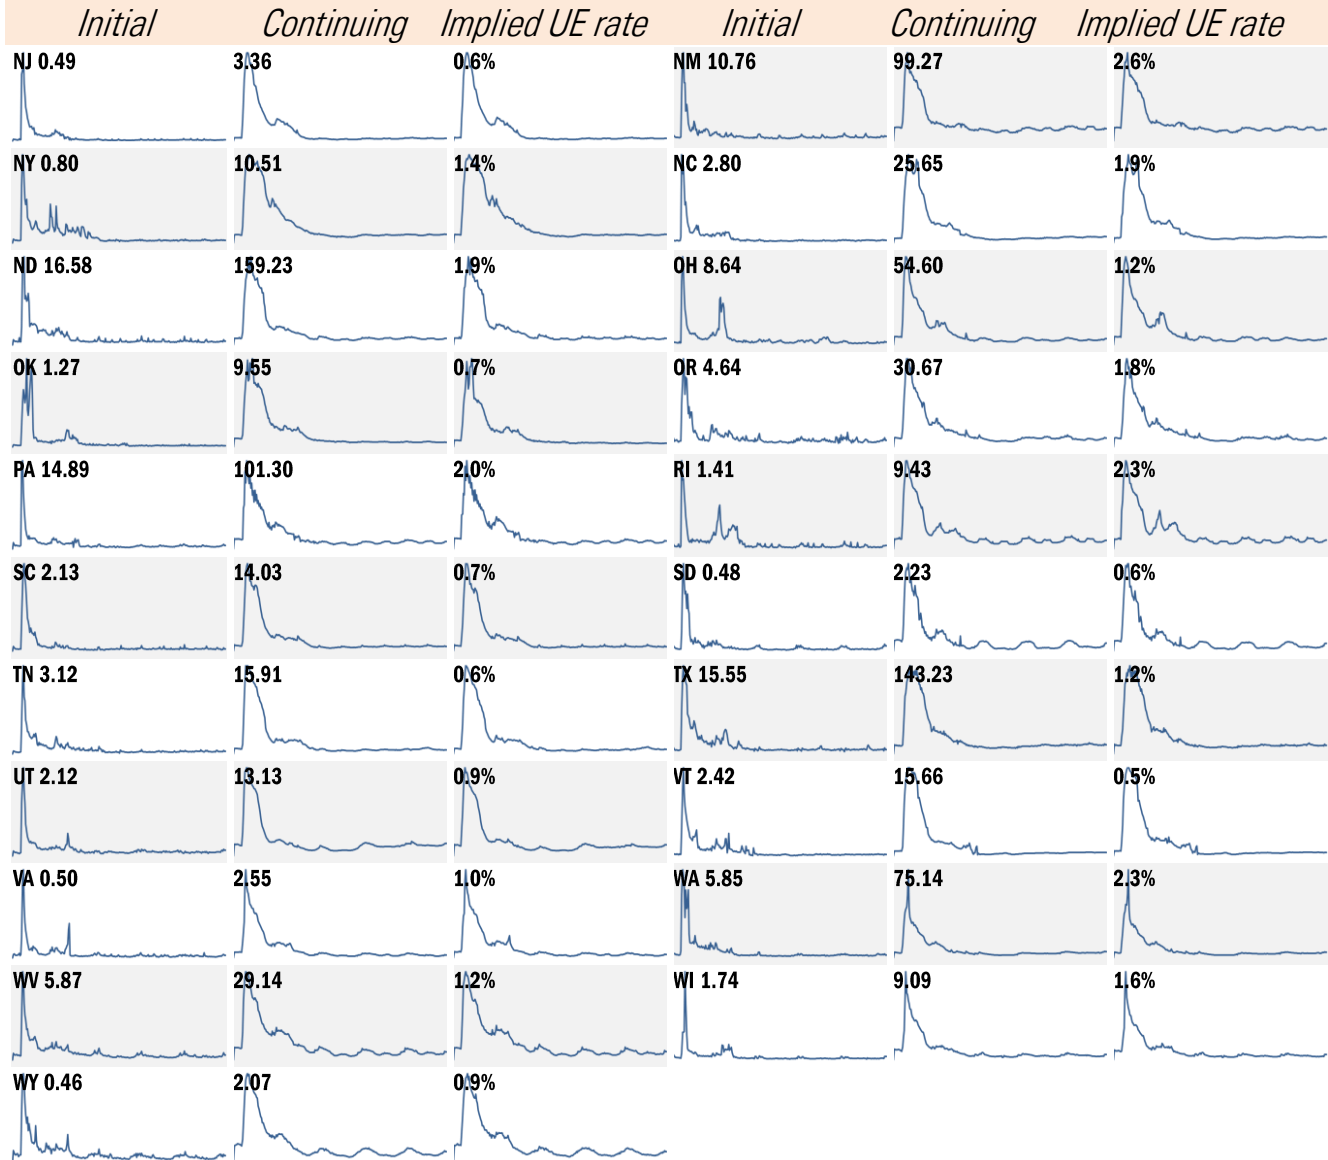 Initial Continuing Implied UE rate Initial Continuing Implied UE rate
NJ 0.49 3.36 0.6% NM 10.76 99.27 2.6%
NY 0.80 10.51 1.4% NC 2.80 25.65 1.9%
ND 16.58 159.23 1.9% OH 8.64 54.60 1.2%
OK 1.27 9.55 0.7% OR 4.64 30.67 1.8%
PA 14.89 101.30 2.0% RI 1.41 9.43 2.3%
SC 2.13 14.03 0.7% SD 0.48 2.23 0.6%
TN 3.12 15.91 0.6% TX 15.55 143.23 1.2%
UT 2.12 13.13 0.9% VT 2.42 15.66 0.5%
VA 0.50 2.55 1.0% WA 5.85 75.14 2.3%
WV 5.87 29.14 1.2% WI 1.74 9.09 1.6%
WY 0.46 2.07 0.9%